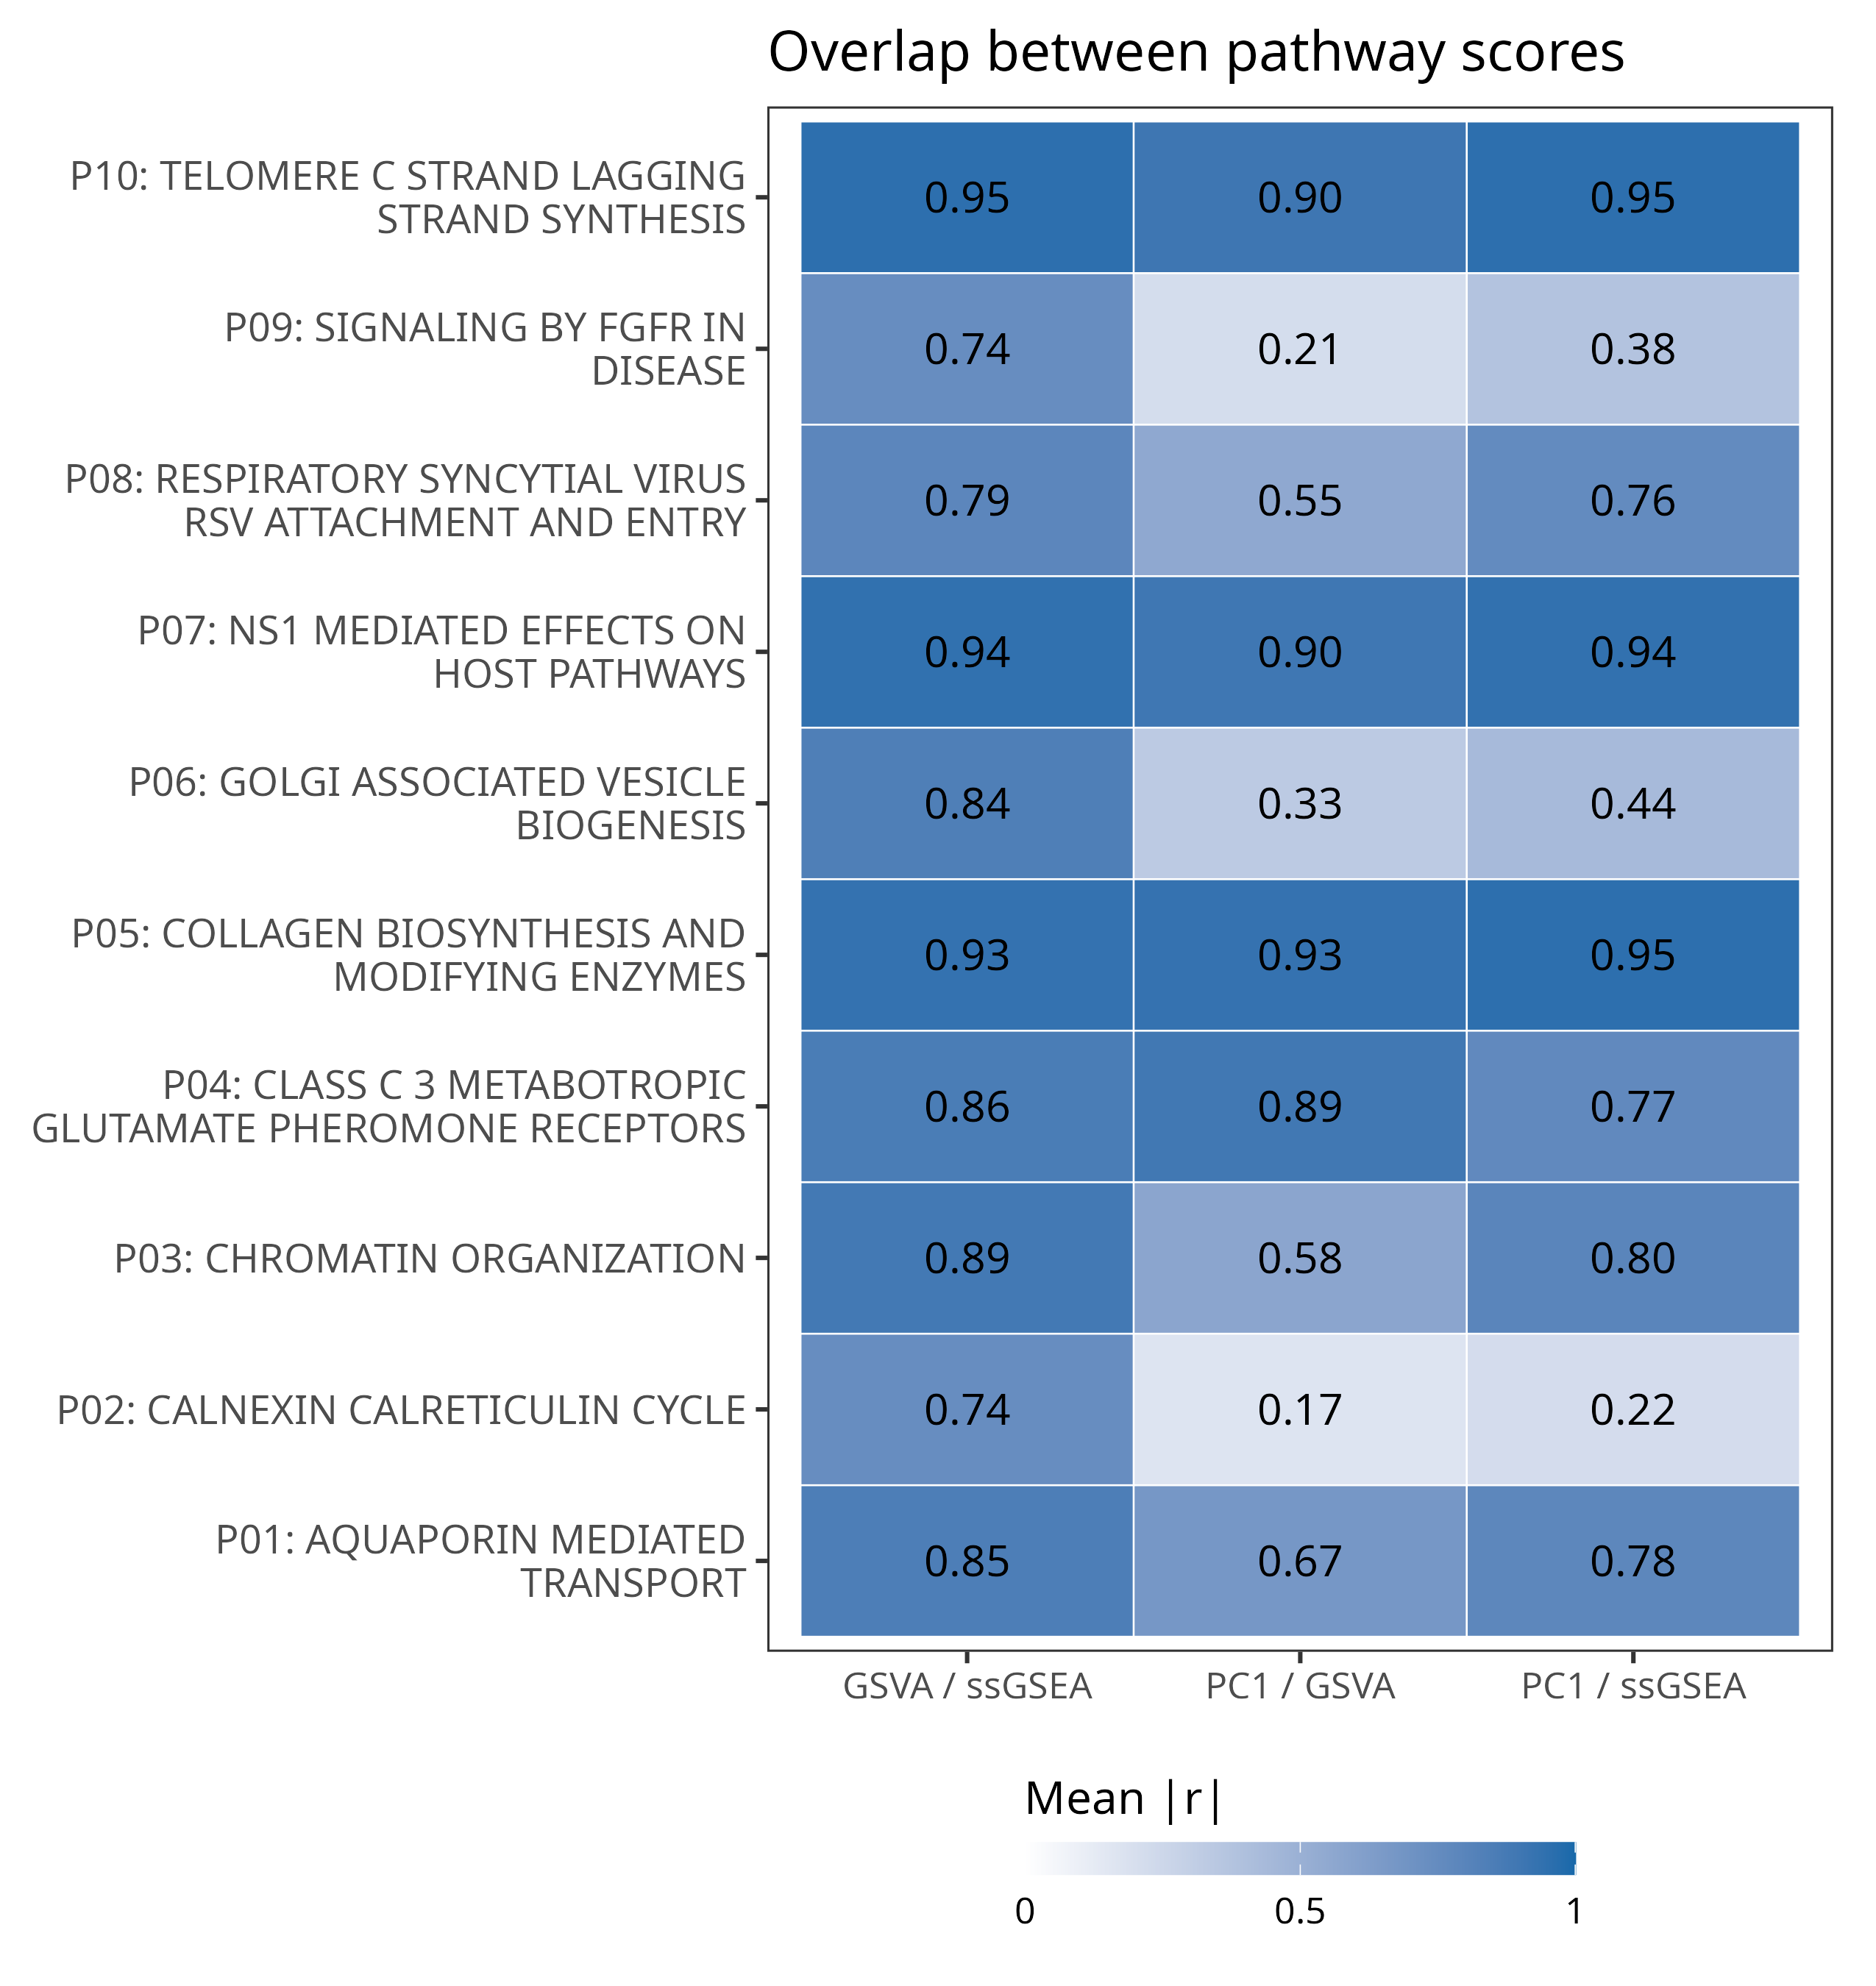 Overlap between pathway scores
P10: TELOMERE C STRAND LAGGING
STRAND SYNTHESIS
0.95 0.90 0.95
P09: SIGNALING BY FGFR IN
DISEASE
0.74 0.21 0.38
P08: RESPIRATORY SYNCYTIAL VIRUS
RSV ATTACHMENT AND ENTRY
0.79 0.55 0.76
P07: NS1 MEDIATED EFFECTS ON
HOST PATHWAYS
0.94 0.90 0.94
P06: GOLGI ASSOCIATED VESICLE
BIOGENESIS
0.84 0.33 0.44
P05: COLLAGEN BIOSYNTHESIS AND
MODIFYING ENZYMES
0.93 0.93 0.95
P04: CLASS C 3 METABOTROPIC
GLUTAMATE PHEROMONE RECEPTORS
0.86 0.89 0.77
P03: CHROMATIN ORGANIZATION
0.89 0.58 0.80
P02: CALNEXIN CALRETICULIN CYCLE
0.74 0.17 0.22
P01: AQUAPORIN MEDIATED
TRANSPORT
0.85 0.67 0.78
GSVA / ssGSEA PC1 / GSVA PC1 / ssGSEA
Mean |r|
0 0.5 1